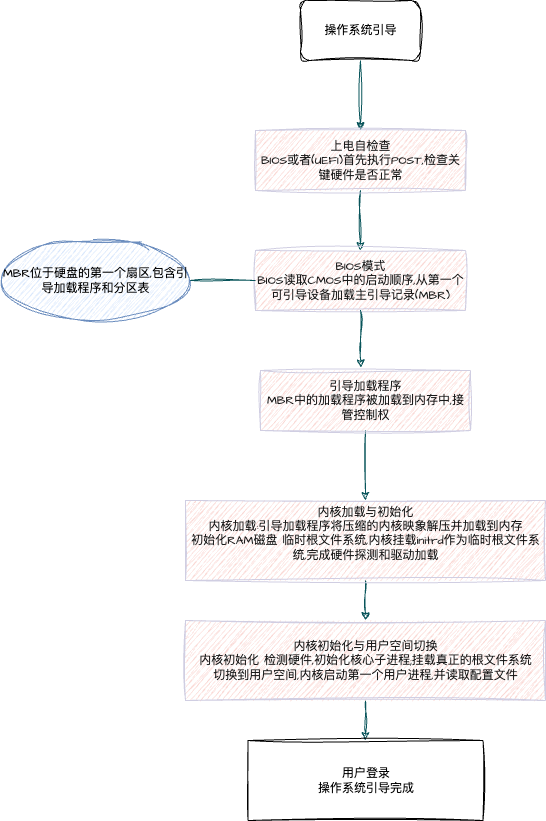 操作系统引导
上电自检查
BIOS或者(UEFI)首先执行POST,检查关
键硬件是否正常
BIOS模式
BIOS读取CMOS中的启动顺序,从第一个
可引导设备加载主引导记录(MBR)
MBR位于硬盘的第一个扇区,包含引
导加载程序和分区表
引导加载程序
MBR中的加载程序被加载到内存中,接
管控制权
内核加载与初始化
内核加载:引导加载程序将压缩的内核映象解压并加载到内存
初始化RAM磁盘 临时根文件系统,内核挂载initrd作为临时根文件系
统,完成硬件探测和驱动加载
内核初始化与用户空间切换
内核初始化 检测硬件,初始化核心子进程,挂载真正的根文件系统
切换到用户空间,内核启动第一个用户进程,并读取配置文件
用户登录
操作系统引导完成